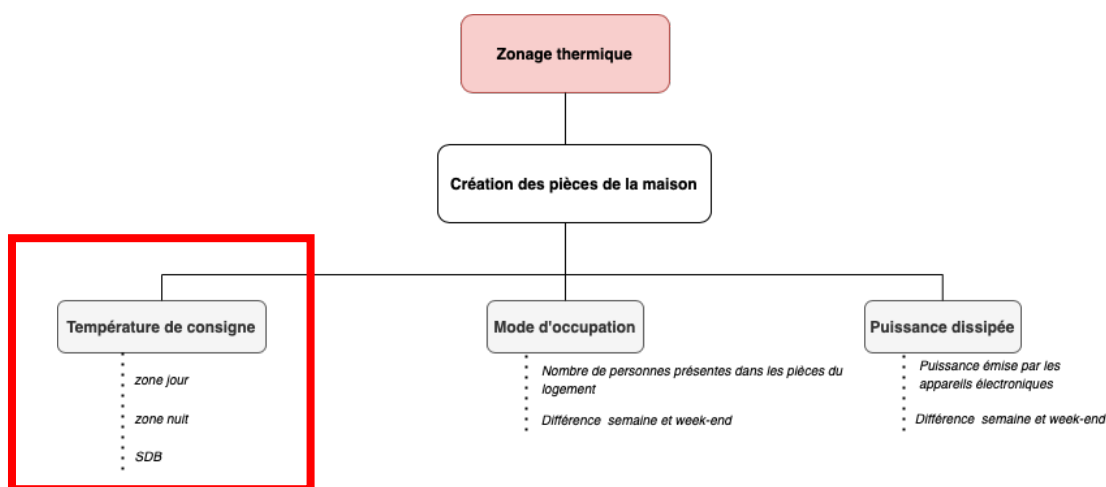 Zonage thermique
Création des pièces de la maison
Température de consigne
zone jour
zone nuit
SDB
Mode d'occupation
Nombre de personnes présentes dans les pièces du
logement
Différence semaine et week-end
Puissance dissipée
Puissance émise par les
appareils électroniques
Différence semaine et week-end